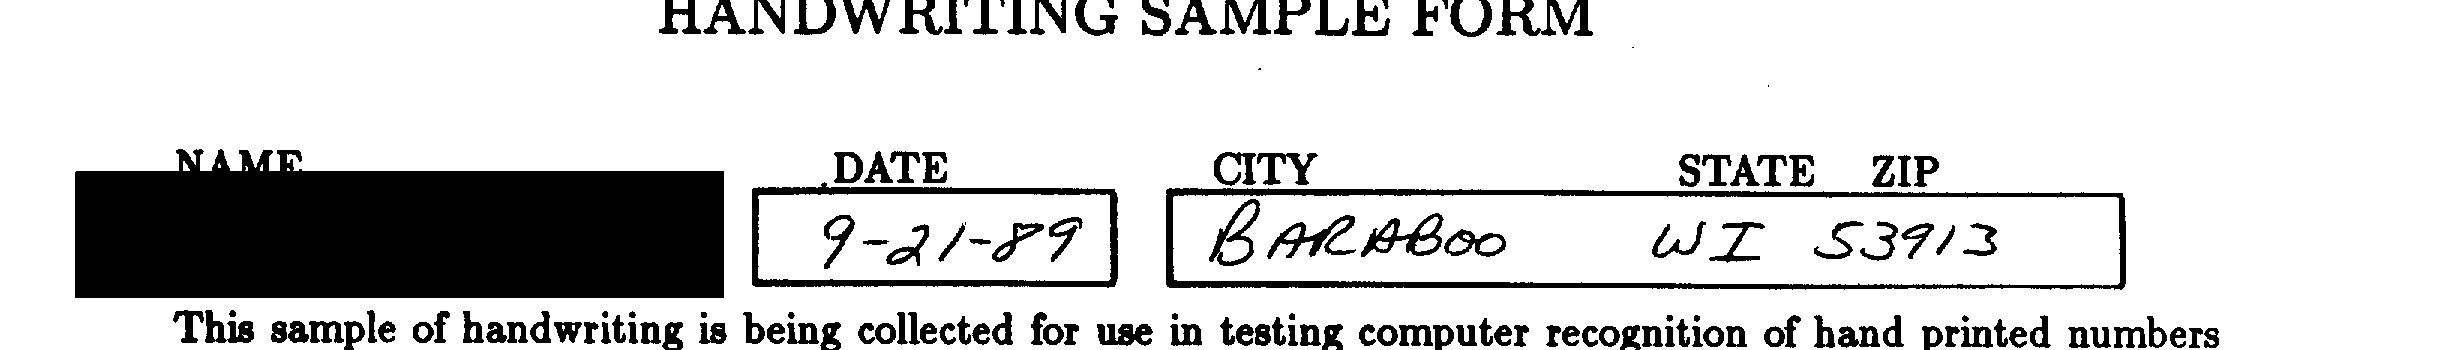 HANDWRITING SAMPLE FORM
NAME DATE CITY STATE ZIP
9-21-89 BARABOO WI 53913
This sample of handwriting is being collected for use in testing computer recognition of hand printed numbers